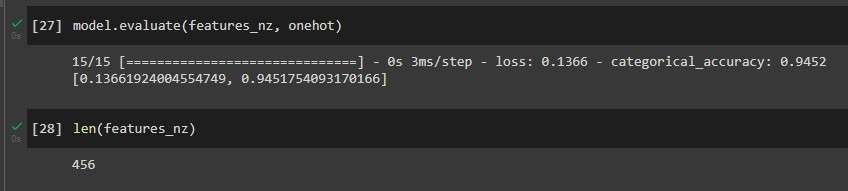 [27] model.evaluate(features_nz, onehot)
0s
15/15 [==============================] - 0s 3ms/step - loss: 0.1366 - categorical_accuracy: 0.9452
[0.13661924004554749, 0.9451754093170166]
[28] len(features_nz)
0s
456